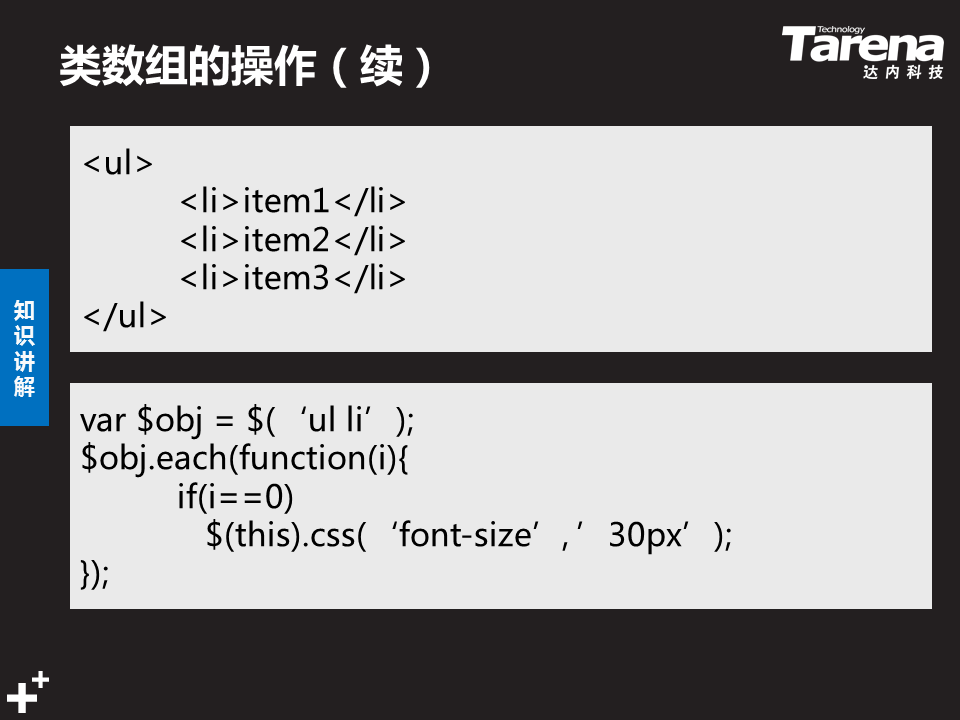 类数组的操作（续）
Technology
Tarena
达内科技
<ul>
<li>item1</li>
<li>item2</li>
<li>item3</li>
</ul>
知识讲解
var $obj = $(‘ul li’);
$obj.each(function(i){
if(i==0)
$(this).css(‘font-size’,’30px’);
});